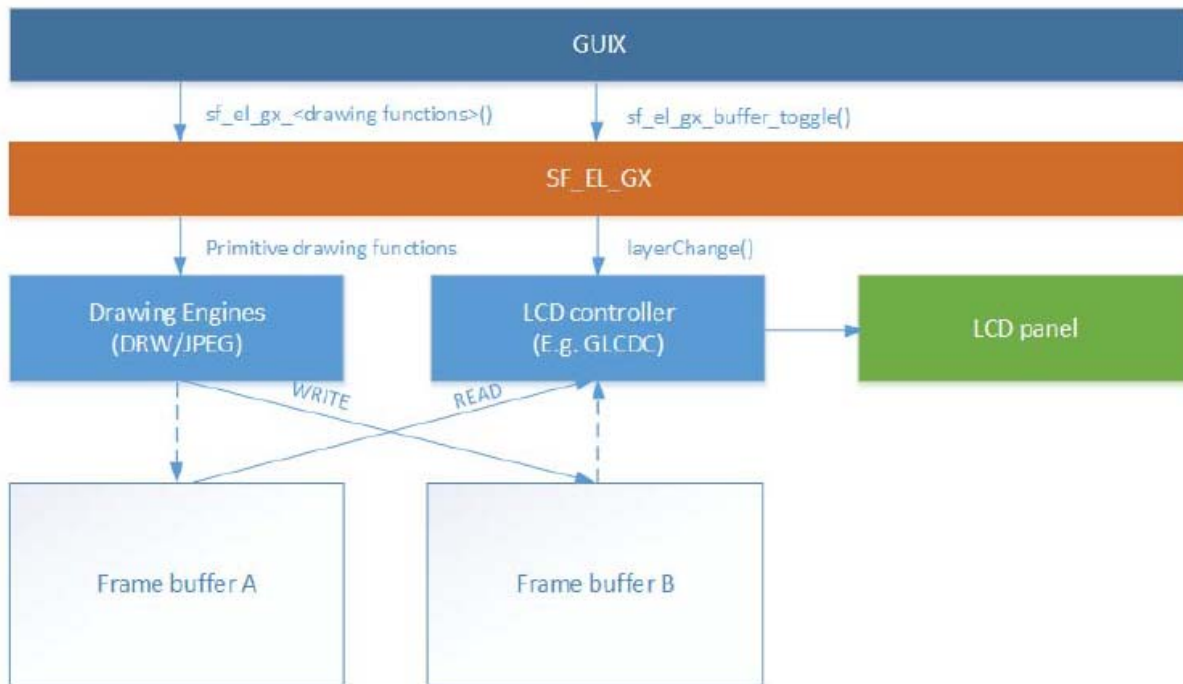 GUIX
sf_el_gx_<drawing functions>()
sf_el_gx_buffer_toggle()
SF_EL_GX
Primitive drawing functions
layerChange()
Drawing Engines
(DRW/JPEG)
LCD controller
(E.g. GLCDC)
LCD panel
WRITE
READ
Frame buffer A
Frame buffer B